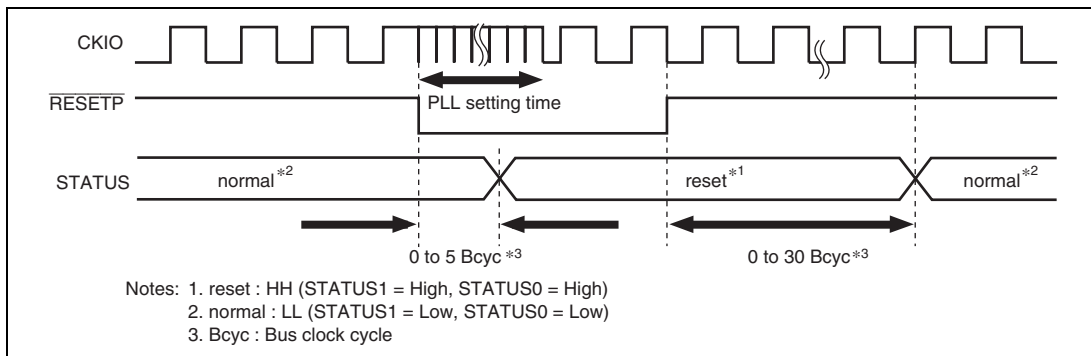 CKIO
RESETP
PLL setting time
STATUS
normal*2
reset*1
normal*2
0 to 5 Bcyc*3
0 to 30 Bcyc*3
Notes: 1. reset : HH (STATUS1 = High, STATUS0 = High)
2. normal : LL (STATUS1 = Low, STATUS0 = Low)
3. Bcyc : Bus clock cycle